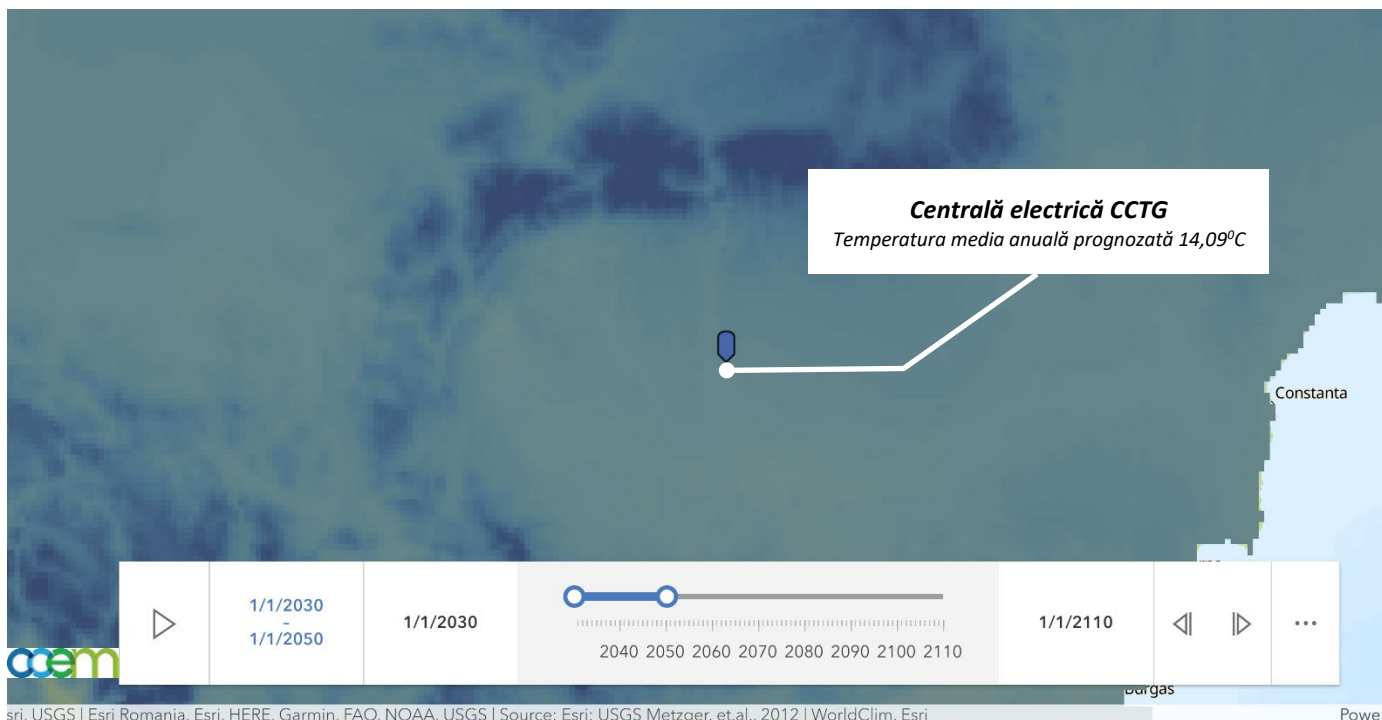 Centrală electrică CCTG
Temperatura media anuală prognozată 14,09⁰C
Constanta
1/1/2030
-
1/1/2050
1/1/2030
2040 2050 2060 2070 2080 2090 2100 2110
1/1/2110
...
ccem
Burgas
sri, USGS | Esri Romania, Esri, HERE, Garmin, FAO, NOAA, USGS | Source: Esri; USGS Metzger, et.al., 2012 | WorldClim, Esri
Powe